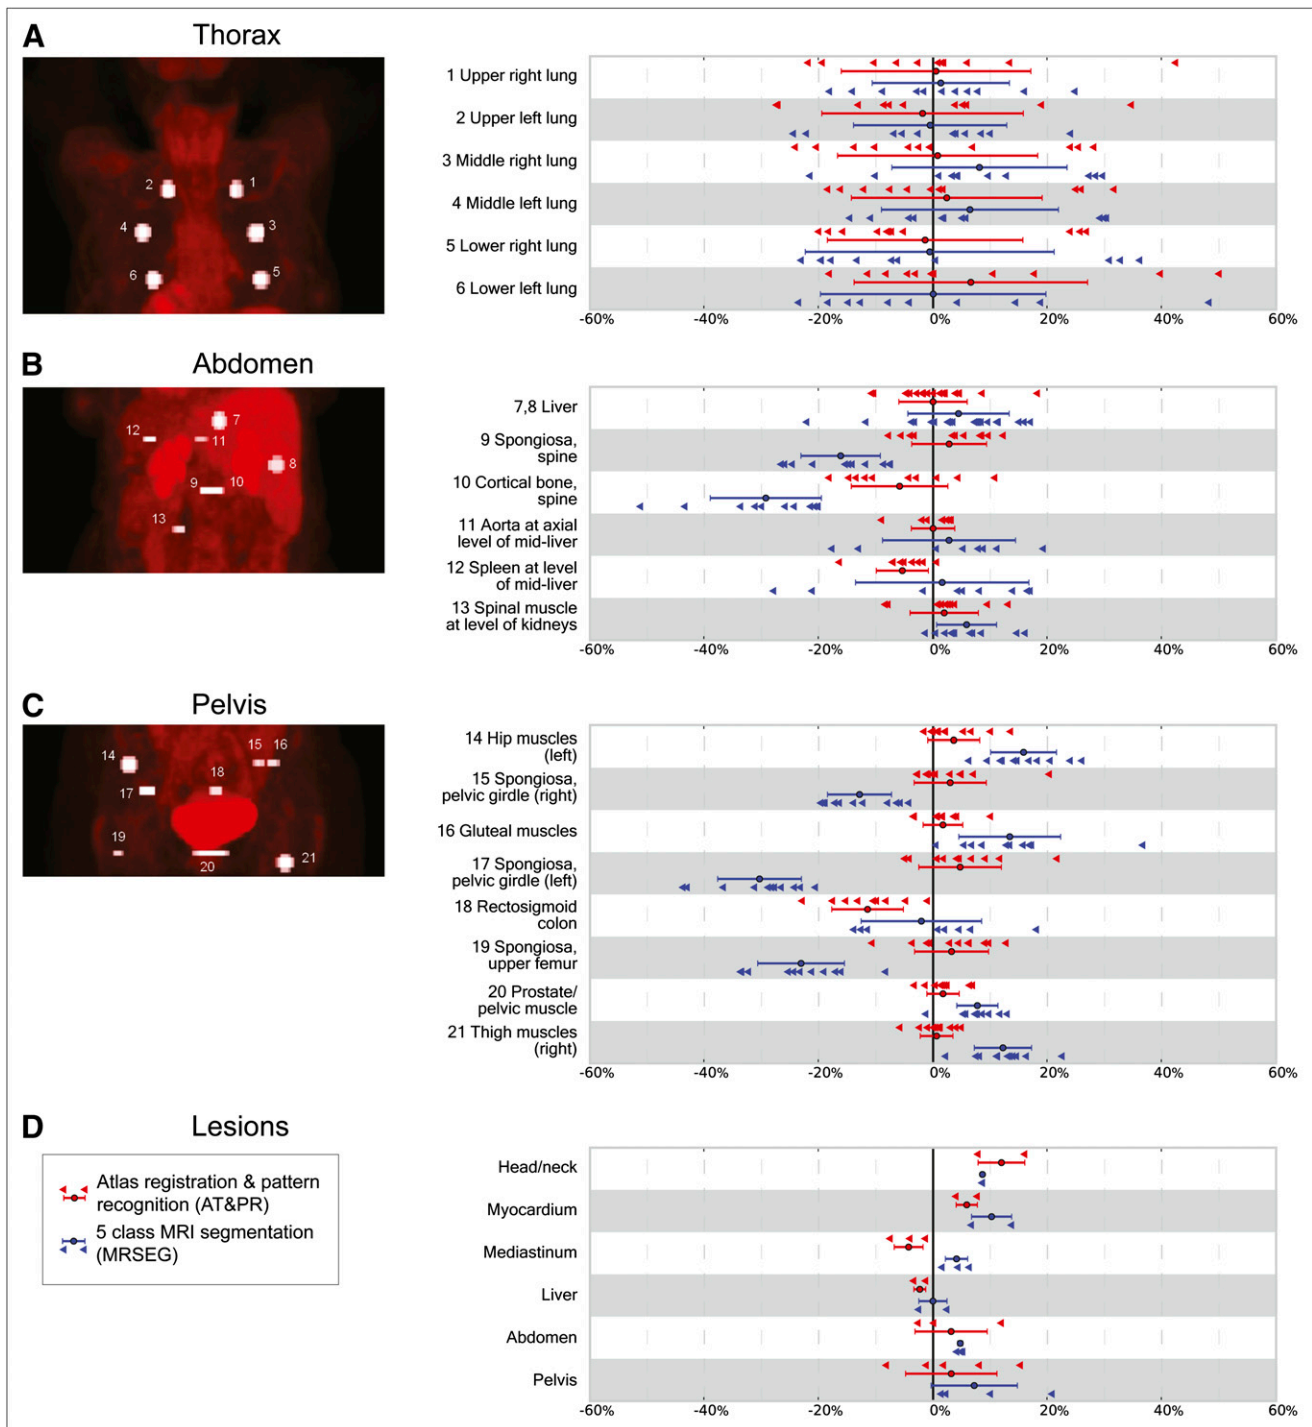 A Thorax
2 1
4 3
6 5
1 Upper right lung
2 Upper left lung
3 Middle right lung
4 Middle left lung
5 Lower right lung
6 Lower left lung
-60% -40% -20% 0% 20% 40% 60%
B Abdomen
7
12 11
8
9 10
13
7,8 Liver
9 Spongiosa,
spine
10 Cortical bone,
spine
11 Aorta at axial
level of mid-liver
12 Spleen at level
of mid-liver
13 Spinal muscle
at level of kidneys
-60% -40% -20% 0% 20% 40% 60%
C Pelvis
14 15 16
17 18
19
20 21
14 Hip muscles
(left)
15 Spongiosa,
pelvic girdle (right)
16 Gluteal muscles
17 Spongiosa,
pelvic girdle (left)
18 Rectosigmoid
colon
19 Spongiosa,
upper femur
20 Prostate/
pelvic muscle
21 Thigh muscles
(right)
-60% -40% -20% 0% 20% 40% 60%
D Lesions
Atlas registration & pattern
recognition (AT&PR)
5 class MRI segmentation
(MRSEG)
Head/neck
Myocardium
Mediastinum
Liver
Abdomen
Pelvis
-60% -40% -20% 0% 20% 40% 60%